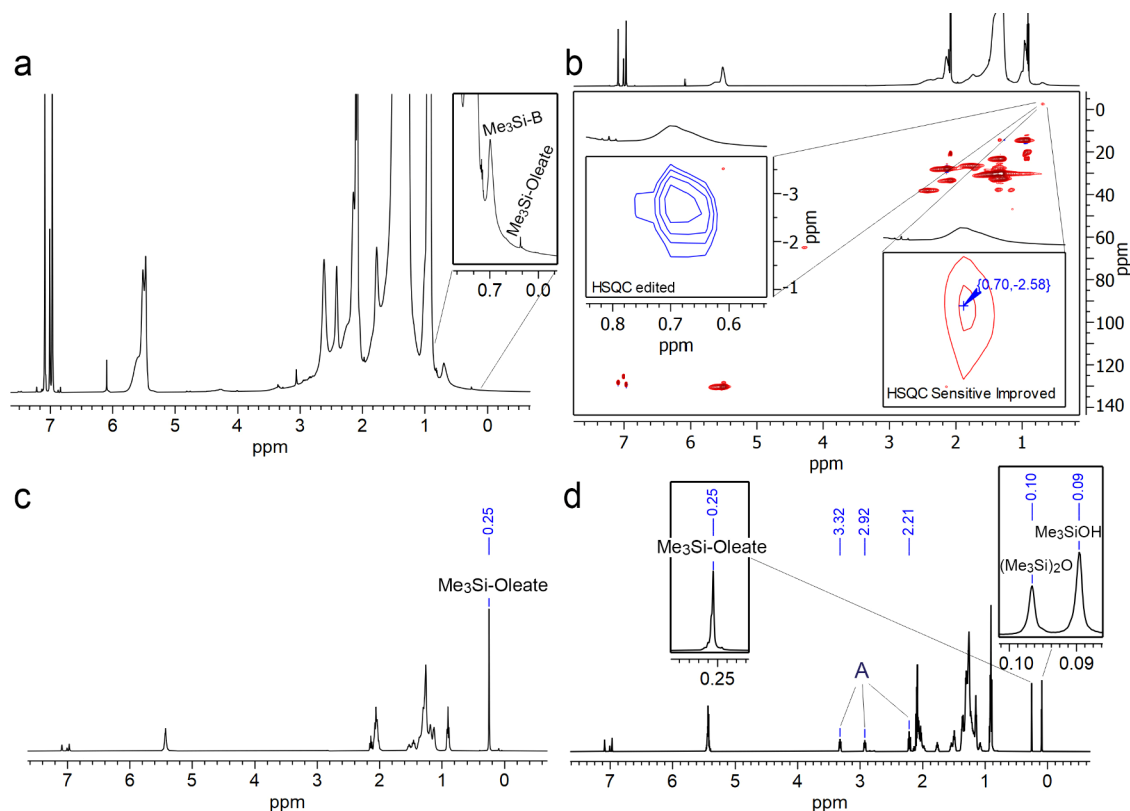 a
Me₃Si-B
Me₃Si-Oleate
0.7 0.0
ppm
7 6 5 4 3 2 1 0
ppm
b
HSQC edited
-3
-2
-1
ppm
0.8 0.7 0.6
ppm
{0.70,-2.58}
HSQC Sensitive Improved
0
20
40
60
80
100
120
140
ppm
7 6 5 4 3 2 1
ppm
c
0.25
Me₃Si-Oleate
7 6 5 4 3 2 1 0
ppm
d
0.25
Me₃Si-Oleate
0.25
3.32
2.92
2.21
A
0.10
0.09
Me₃SiOH
(Me₃Si)₂O
0.10 0.09
7 6 5 4 3 2 1 0
ppm